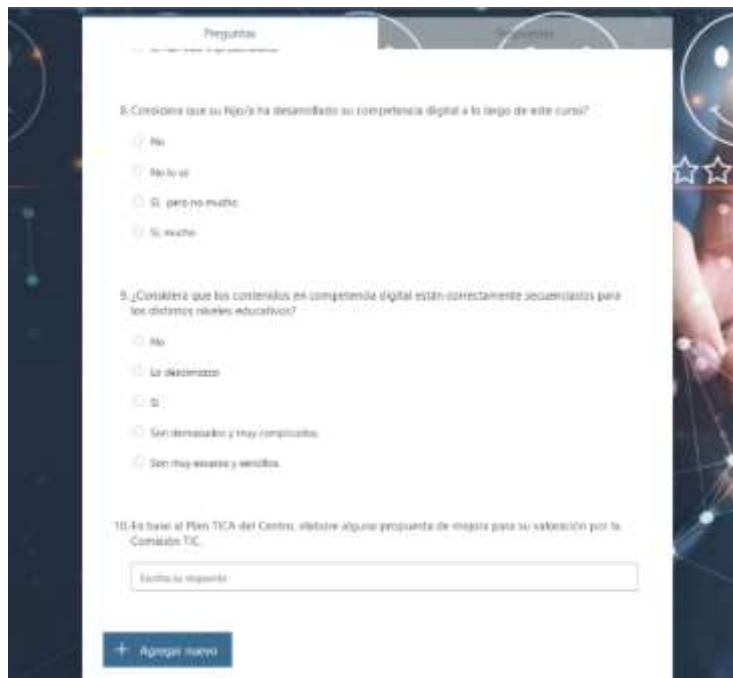 Preguntas
Respuestas
8. Considera que su hijo/a ha desarrollado su competencia digital a lo largo de este curso?
No
No lo sé
Sí, pero no mucho
Sí, mucho
9. ¿Considera que los contenidos en competencia digital están correctamente secuenciados para
los distintos niveles educativos?
No
Lo desconozco
Sí
Son demasiados y muy complicados.
Son muy escasos y sencillos.
10. En base al Plan TICA del Centro, elabore alguna propuesta de mejora para su valoración por la
Comisión TIC.
Escriba su respuesta
+ Agregar nuevo